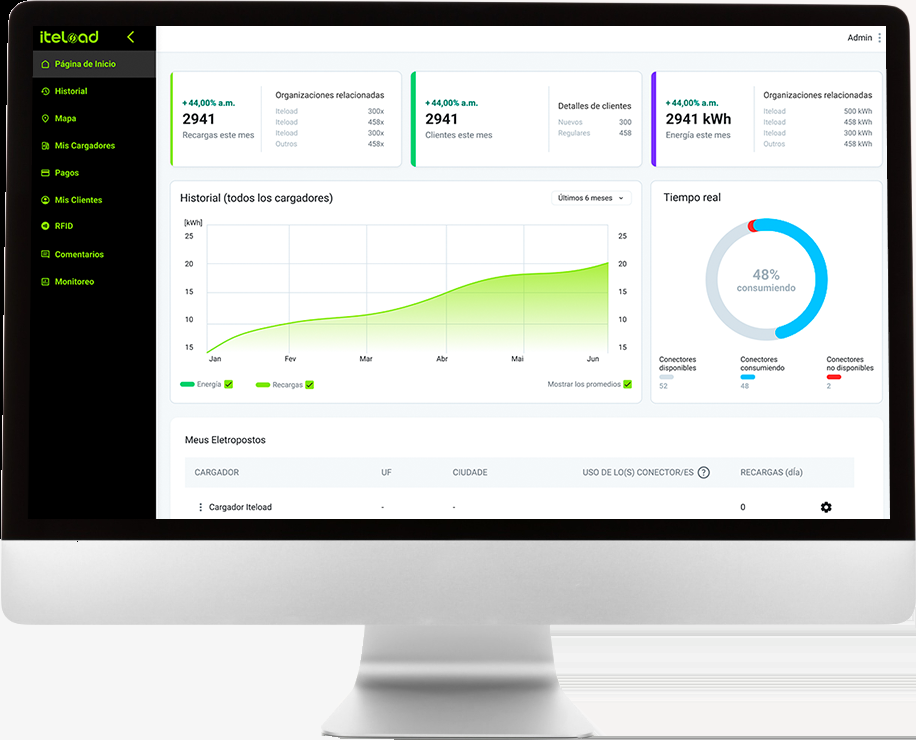 iteload
Admin
Página de Inicio
Historial
Mapa
Mis Cargadores
Pagos
Mis Clientes
RFID
Comentarios
Monitoreo
+ 44,00% a.m.
2941
Recargas este mes
Organizaciones relacionadas
Iteload 300x
Iteload 458x
Iteload 300x
Outros 458x
+ 44,00% a.m.
2941
Clientes este mes
Detalles de clientes
Nuevos 300
Regulares 458
+ 44,00% a.m.
2941 kWh
Energía este mes
Organizaciones relacionadas
Iteload 500 kWh
Iteload 458 kWh
Iteload 300 kWh
Outros 458 kWh
Historial (todos los cargadores)
Últimos 6 meses
[kWh]
25 25
20 20
15 15
10 10
15 15
Jan Fev Mar Abr Mai Jun
Energía Recargas Mostrar los promedios
Tiempo real
48%
consumiendo
Conectores
disponibles
52
Conectores
consumiendo
48
Conectores
no disponibles
2
Meus Eletropostos
CARGADOR UF CIUDADE USO DE LO(S) CONECTOR/ES ? RECARGAS (día)
Cargador Iteload - - 0